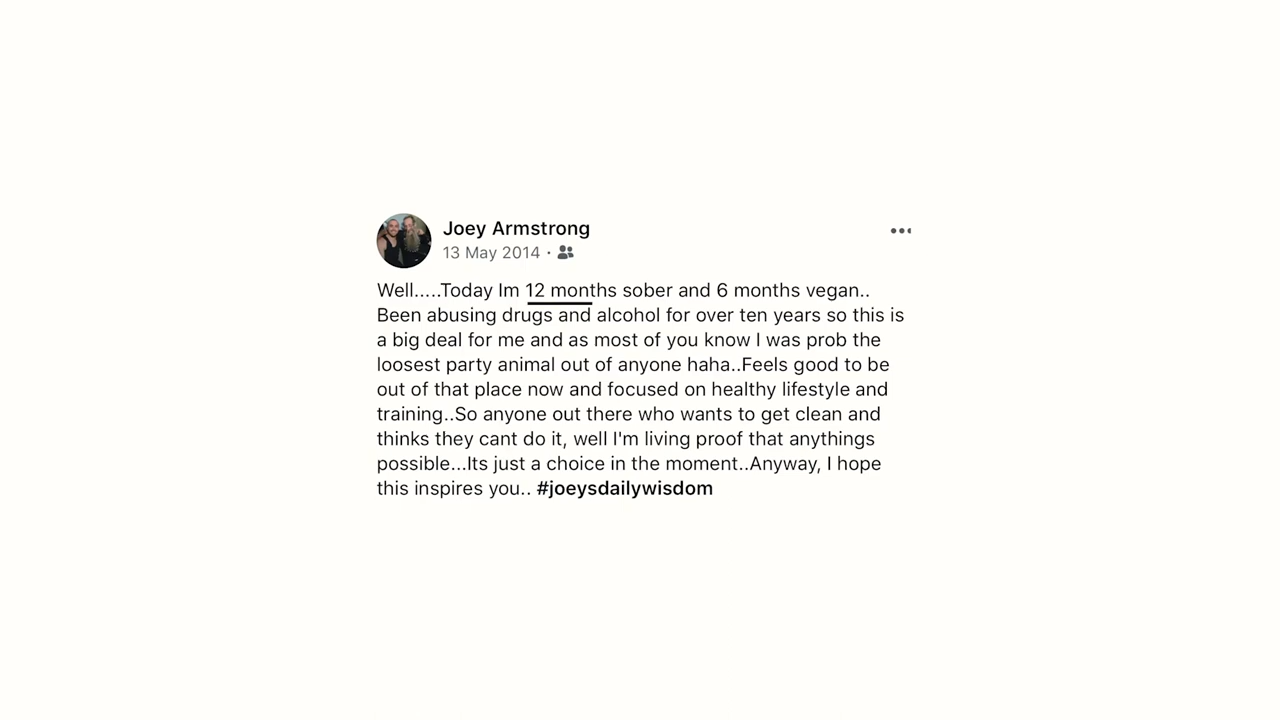 Joey Armstrong
13 May 2014 ·
Well.....Today Im 12 months sober and 6 months vegan..
Been abusing drugs and alcohol for over ten years so this is
a big deal for me and as most of you know I was prob the
loosest party animal out of anyone haha..Feels good to be
out of that place now and focused on healthy lifestyle and
training..So anyone out there who wants to get clean and
thinks they cant do it, well I'm living proof that anythings
possible...Its just a choice in the moment..Anyway, I hope
this inspires you.. #joeysdailywisdom